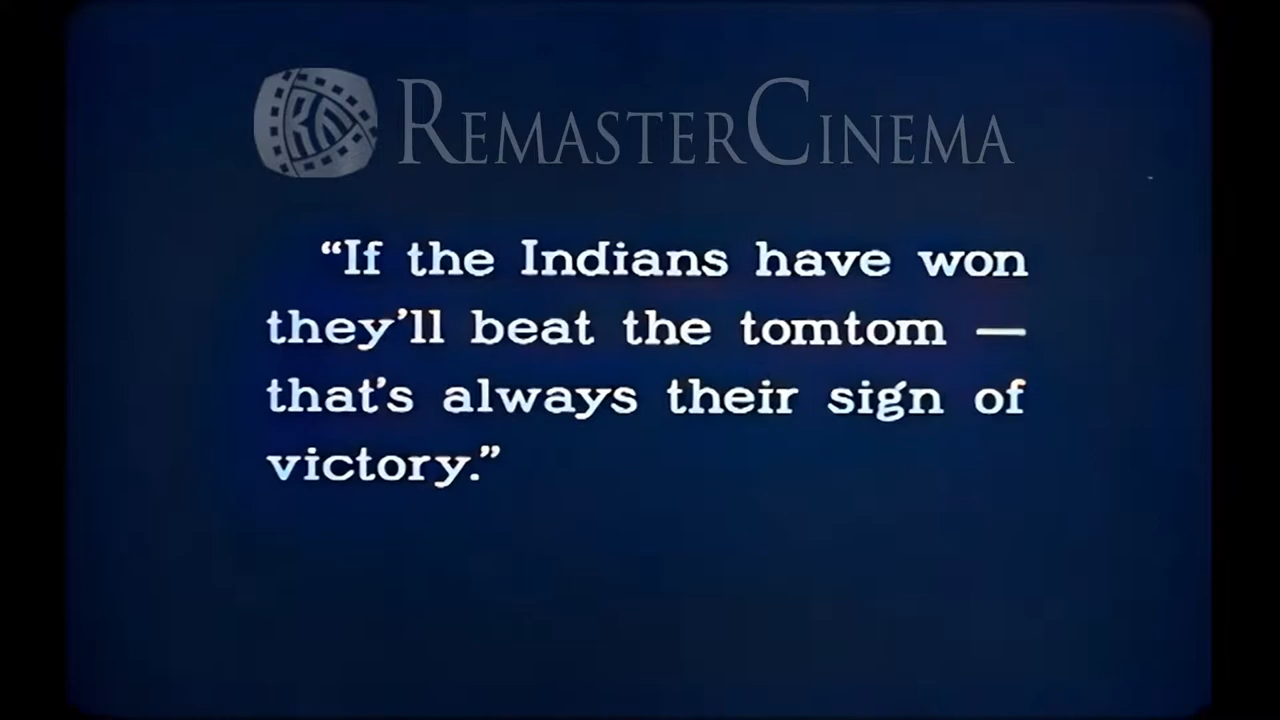 REMASTERCINEMA
“If the Indians have won
they’ll beat the tomtom —
that’s always their sign of
victory.”